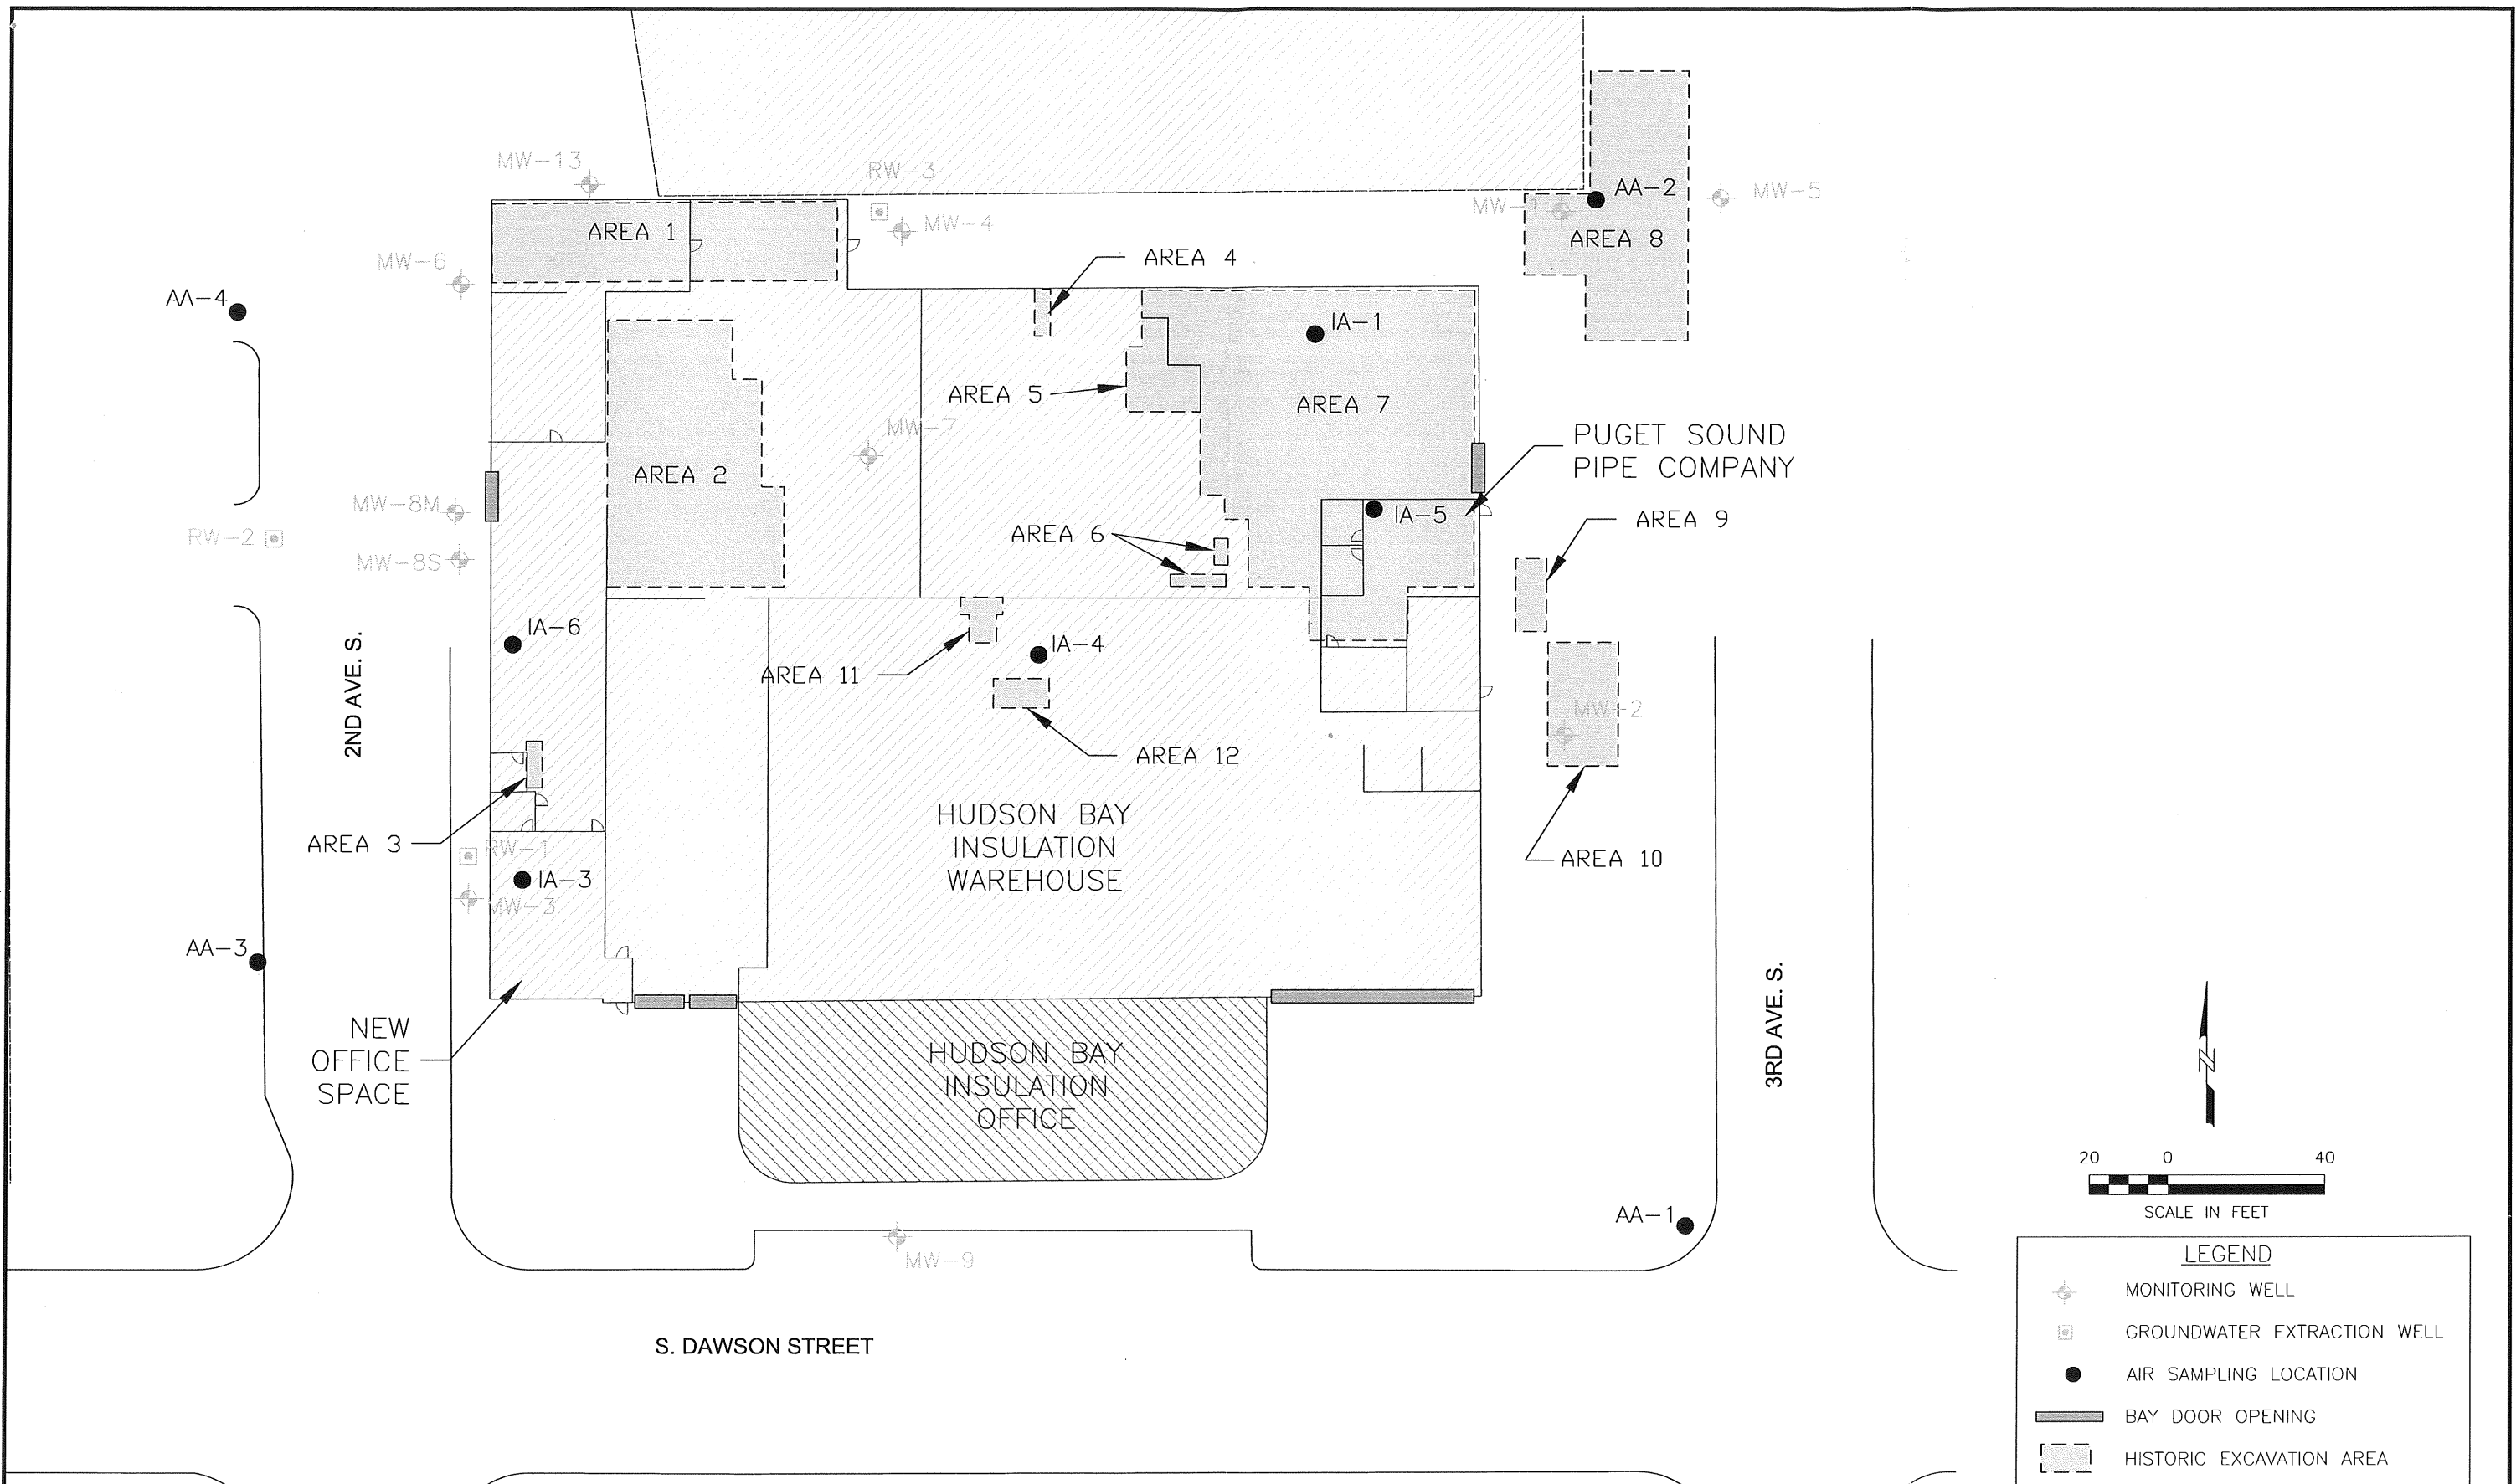 MW-13
RW-3
MW-4
MW-1
AA-2
MW-5
AREA 1
AREA 8
MW-6
AREA 4
AA-4
IA-1
AREA 5
AREA 7
MW-7
PUGET SOUND
PIPE COMPANY
AREA 2
MW-8M
RW-2
MW-8S
IA-5
AREA 9
AREA 6
IA-6
IA-4
2ND AVE. S.
AREA 11
MW-2
AREA 12
HUDSON BAY
INSULATION
WAREHOUSE
AREA 3
RW-1
AREA 10
IA-3
MW-3
AA-3
NEW
OFFICE
SPACE
HUDSON BAY
INSULATION
OFFICE
3RD AVE. S.
N
20 0 40
SCALE IN FEET
AA-1
MW-9
S. DAWSON STREET
LEGEND
MONITORING WELL
GROUNDWATER EXTRACTION WELL
AIR SAMPLING LOCATION
BAY DOOR OPENING
HISTORIC EXCAVATION AREA